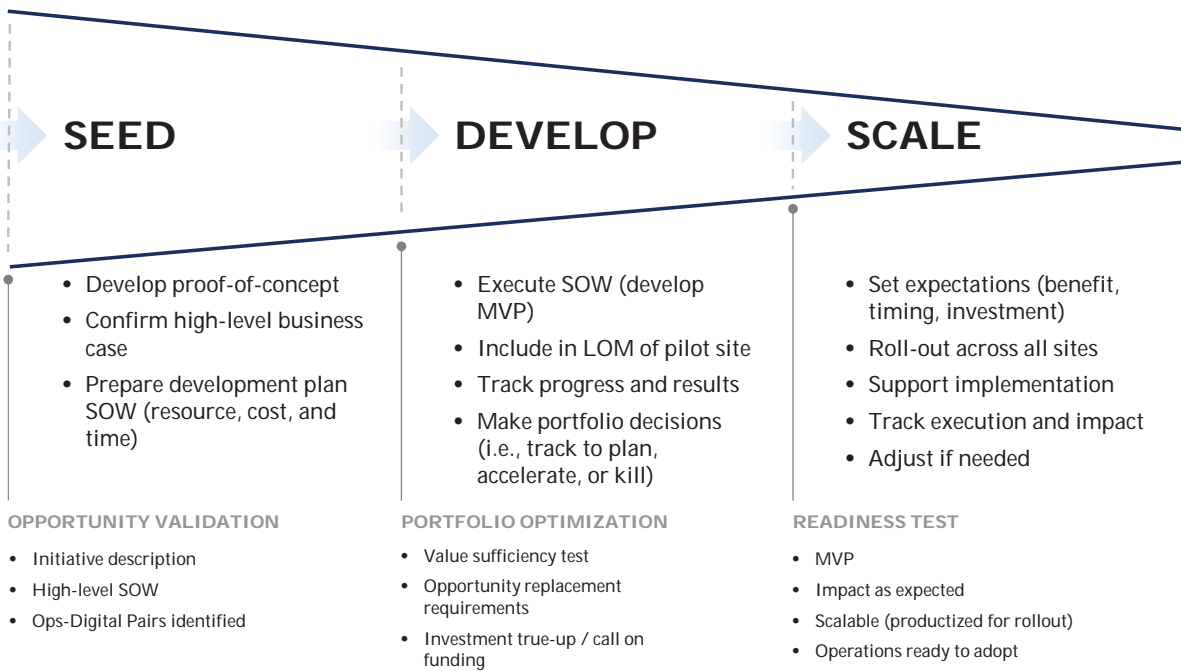 SEED
DEVELOP
SCALE
• Develop proof-of-concept
• Confirm high-level business
case
• Prepare development plan
SOW (resource, cost, and
time)
• Execute SOW (develop
MVP)
• Include in LOM of pilot site
• Track progress and results
• Make portfolio decisions
(i.e., track to plan,
accelerate, or kill)
• Set expectations (benefit,
timing, investment)
• Roll-out across all sites
• Support implementation
• Track execution and impact
• Adjust if needed
OPPORTUNITY VALIDATION
• Initiative description
• High-level SOW
• Ops-Digital Pairs identified
PORTFOLIO OPTIMIZATION
• Value sufficiency test
• Opportunity replacement
requirements
• Investment true-up / call on
funding
READINESS TEST
• MVP
• Impact as expected
• Scalable (productized for rollout)
• Operations ready to adopt